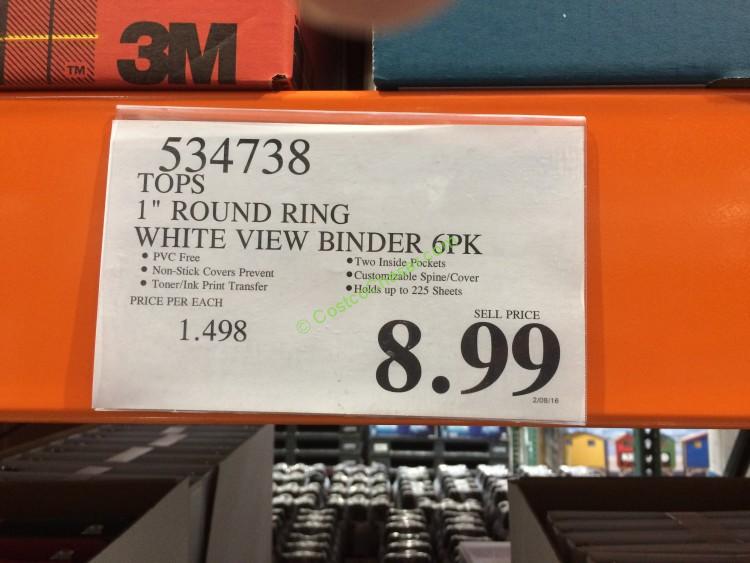 3M
TM
534738
TOPS
1" ROUND RING
WHITE VIEW BINDER 6PK
• PVC Free
• Non-Stick Covers Prevent
• Toner/Ink Print Transfer
• Two Inside Pockets
• Customizable Spine/Cover
• Holds up to 225 Sheets
PRICE PER EACH
1.498
SELL PRICE
8.99
2/08/16